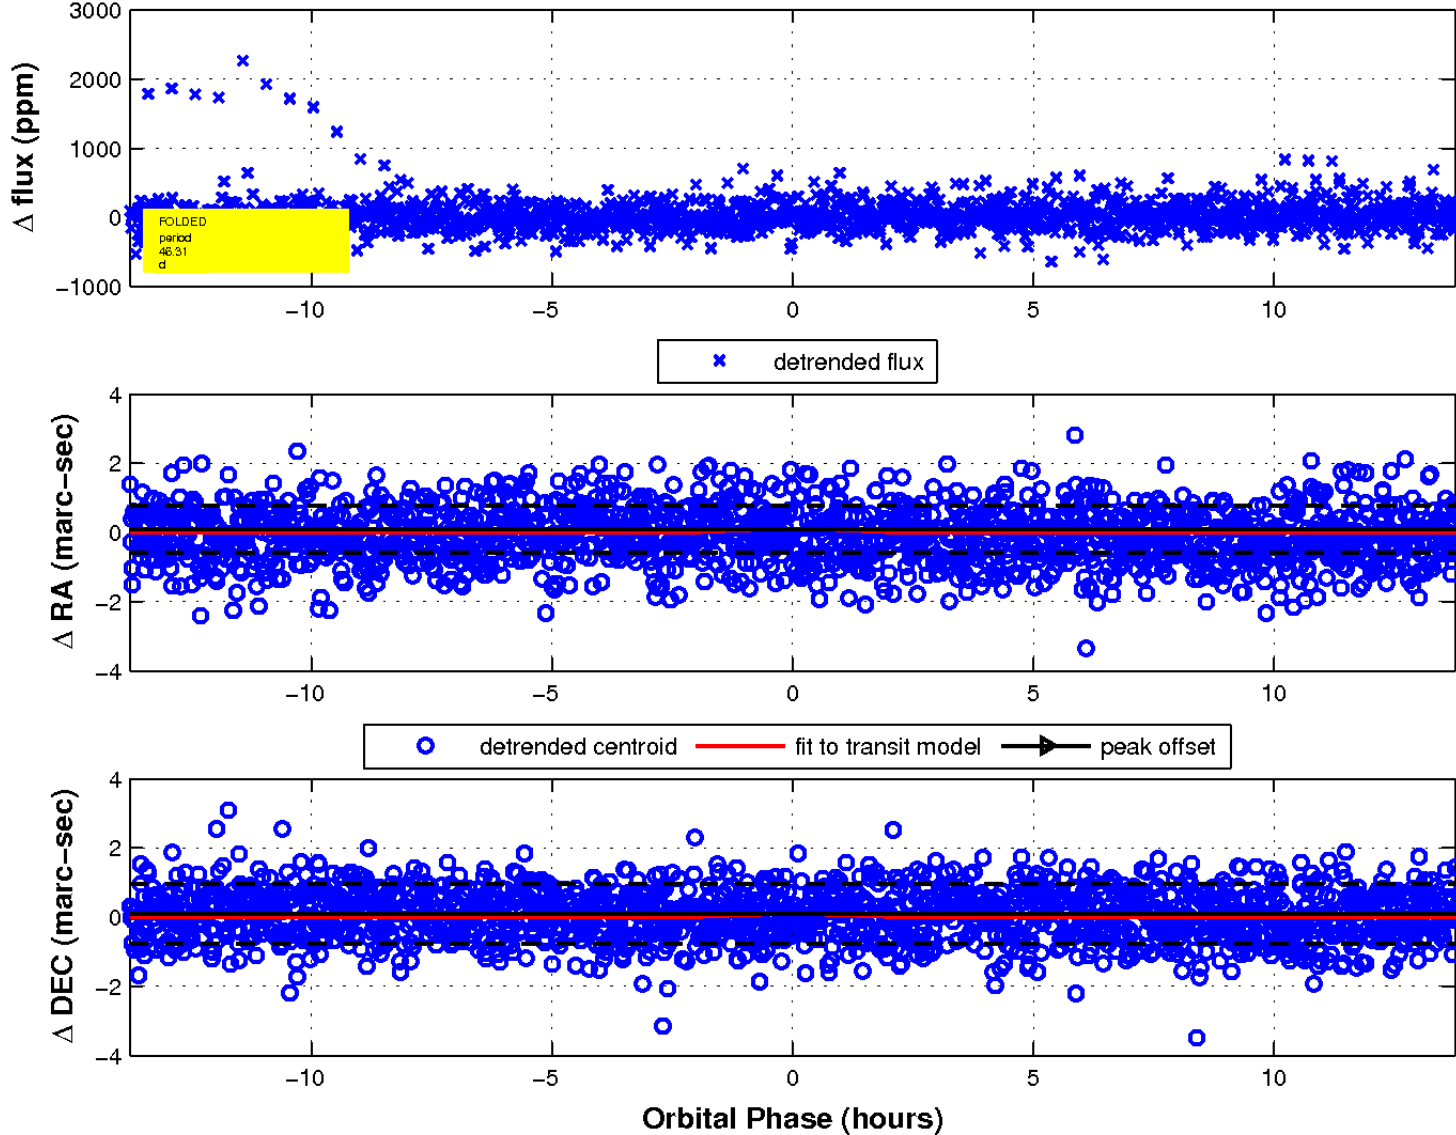 3000
2000
1000
0
−1000
Δ flux (ppm)
FOLDED
period
46.31
d
−10
−5
0
5
10
detrended flux
4
2
0
−2
−4
Δ RA (marc−sec)
−10
−5
0
5
10
detrended centroid
fit to transit model
peak offset
4
2
0
−2
−4
Δ DEC (marc−sec)
−10
−5
0
5
10
Orbital Phase (hours)